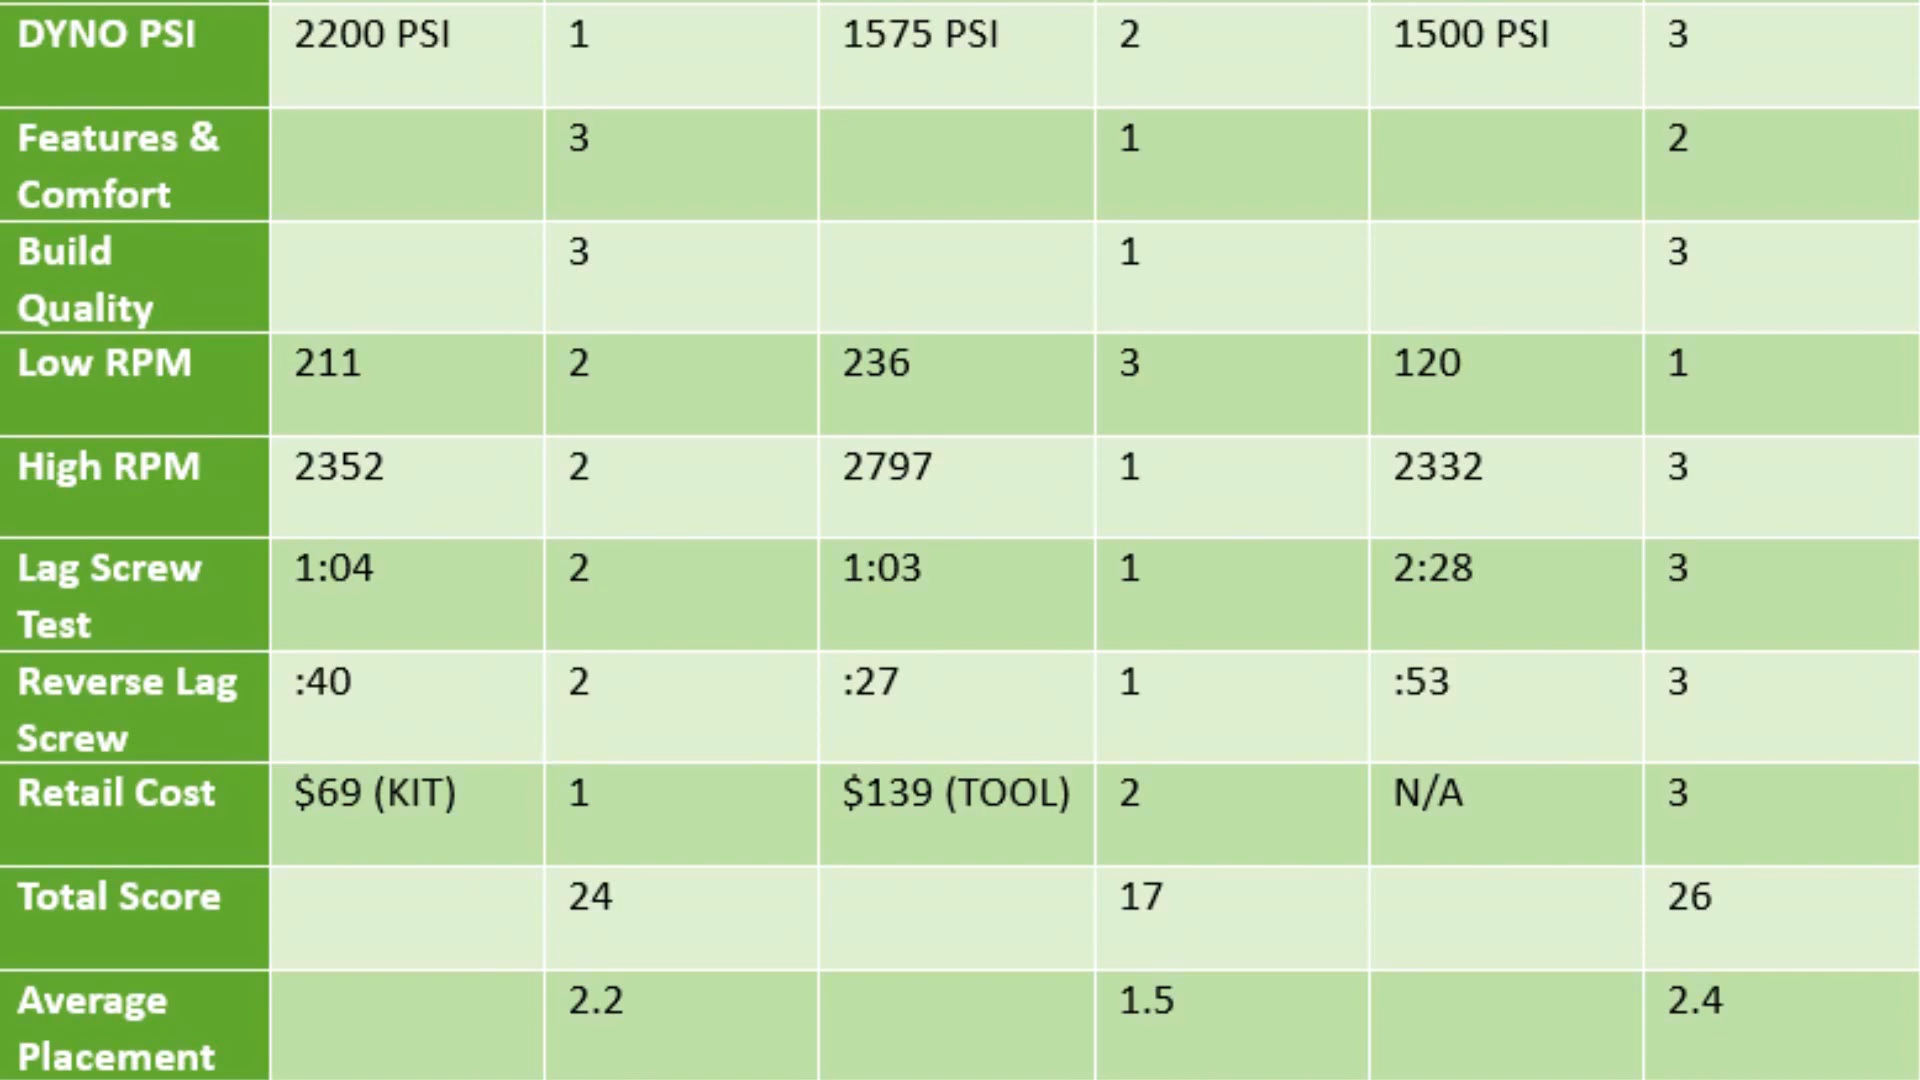 DYNO PSI 2200 PSI 1 1575 PSI 2 1500 PSI 3
Features & 3 1 2
Comfort
Build 3 1 3
Quality
Low RPM 211 2 236 3 120 1
High RPM 2352 2 2797 1 2332 3
Lag Screw 1:04 2 1:03 1 2:28 3
Test
Reverse Lag :40 2 :27 1 :53 3
Screw
Retail Cost $69 (KIT) 1 $139 (TOOL) 2 N/A 3
Total Score 24 17 26
Average 2.2 1.5 2.4
Placement